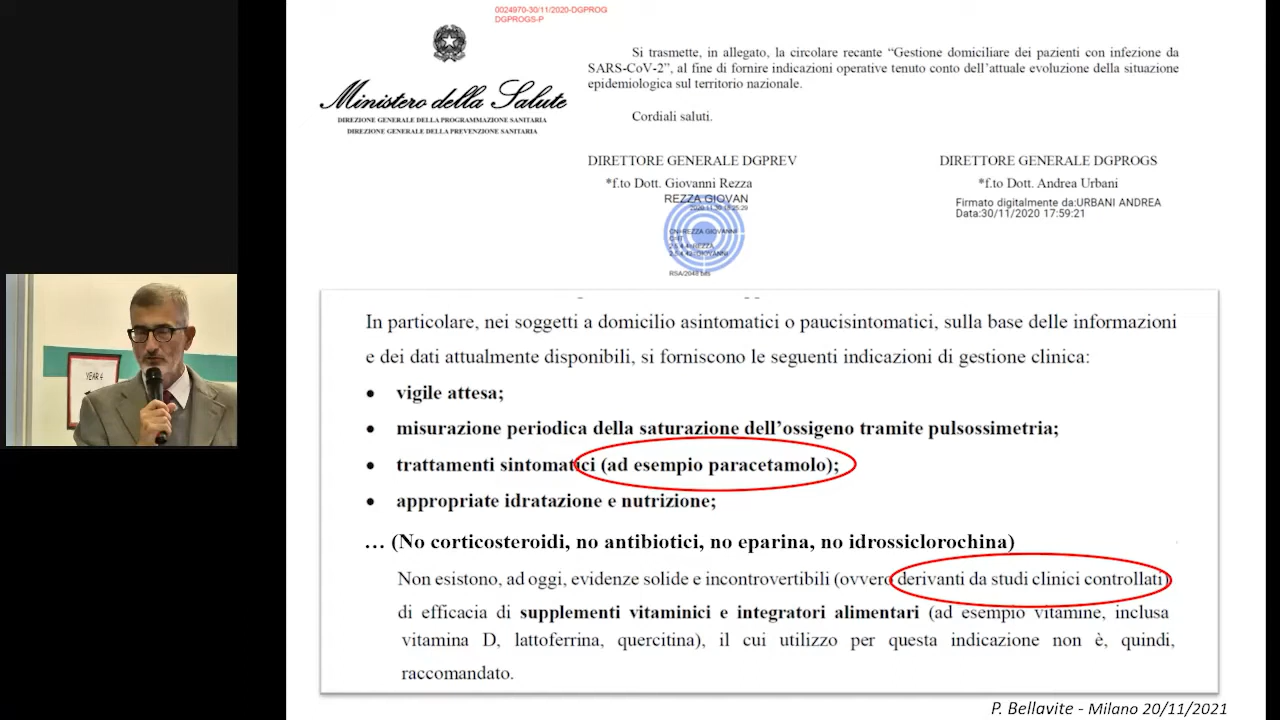 0024970-30/11/2020-DGPROG
DGPROGS-P
Ministero della Salute
DIREZIONE GENERALE DELLA PROGRAMMAZIONE SANITARIA
DIREZIONE GENERALE DELLA PREVENZIONE SANITARIA
Si trasmette, in allegato, la circolare recante “Gestione domiciliare dei pazienti con infezione da
SARS-CoV-2”, al fine di fornire indicazioni operative tenuto conto dell’attuale evoluzione della situazione
epidemiologica sul territorio nazionale.
Cordiali saluti.
DIRETTORE GENERALE DGPREV
*f.to Dott. Giovanni Rezza
REZZA GIOVAN
CN=REZZA GIOVANNI
RSA/2048 bits
DIRETTORE GENERALE DGPROGS
*f.to Dott. Andrea Urbani
Firmato digitalmente da:URBANI ANDREA
Data:30/11/2020 17:59:21
YEAR 4
In particolare, nei soggetti a domicilio asintomatici o paucisintomatici, sulla base delle informazioni
e dei dati attualmente disponibili, si forniscono le seguenti indicazioni di gestione clinica:
• vigile attesa;
• misurazione periodica della saturazione dell’ossigeno tramite pulsossimetria;
• trattamenti sintomatici (ad esempio paracetamolo);
• appropriate idratazione e nutrizione;
… (No corticosteroidi, no antibiotici, no eparina, no idrossiclorochina)
Non esistono, ad oggi, evidenze solide e incontrovertibili (ovvero derivanti da studi clinici controllati)
di efficacia di supplementi vitaminici e integratori alimentari (ad esempio vitamine, inclusa
vitamina D, lattoferrina, quercitina), il cui utilizzo per questa indicazione non è, quindi,
raccomandato.
P. Bellavite - Milano 20/11/2021